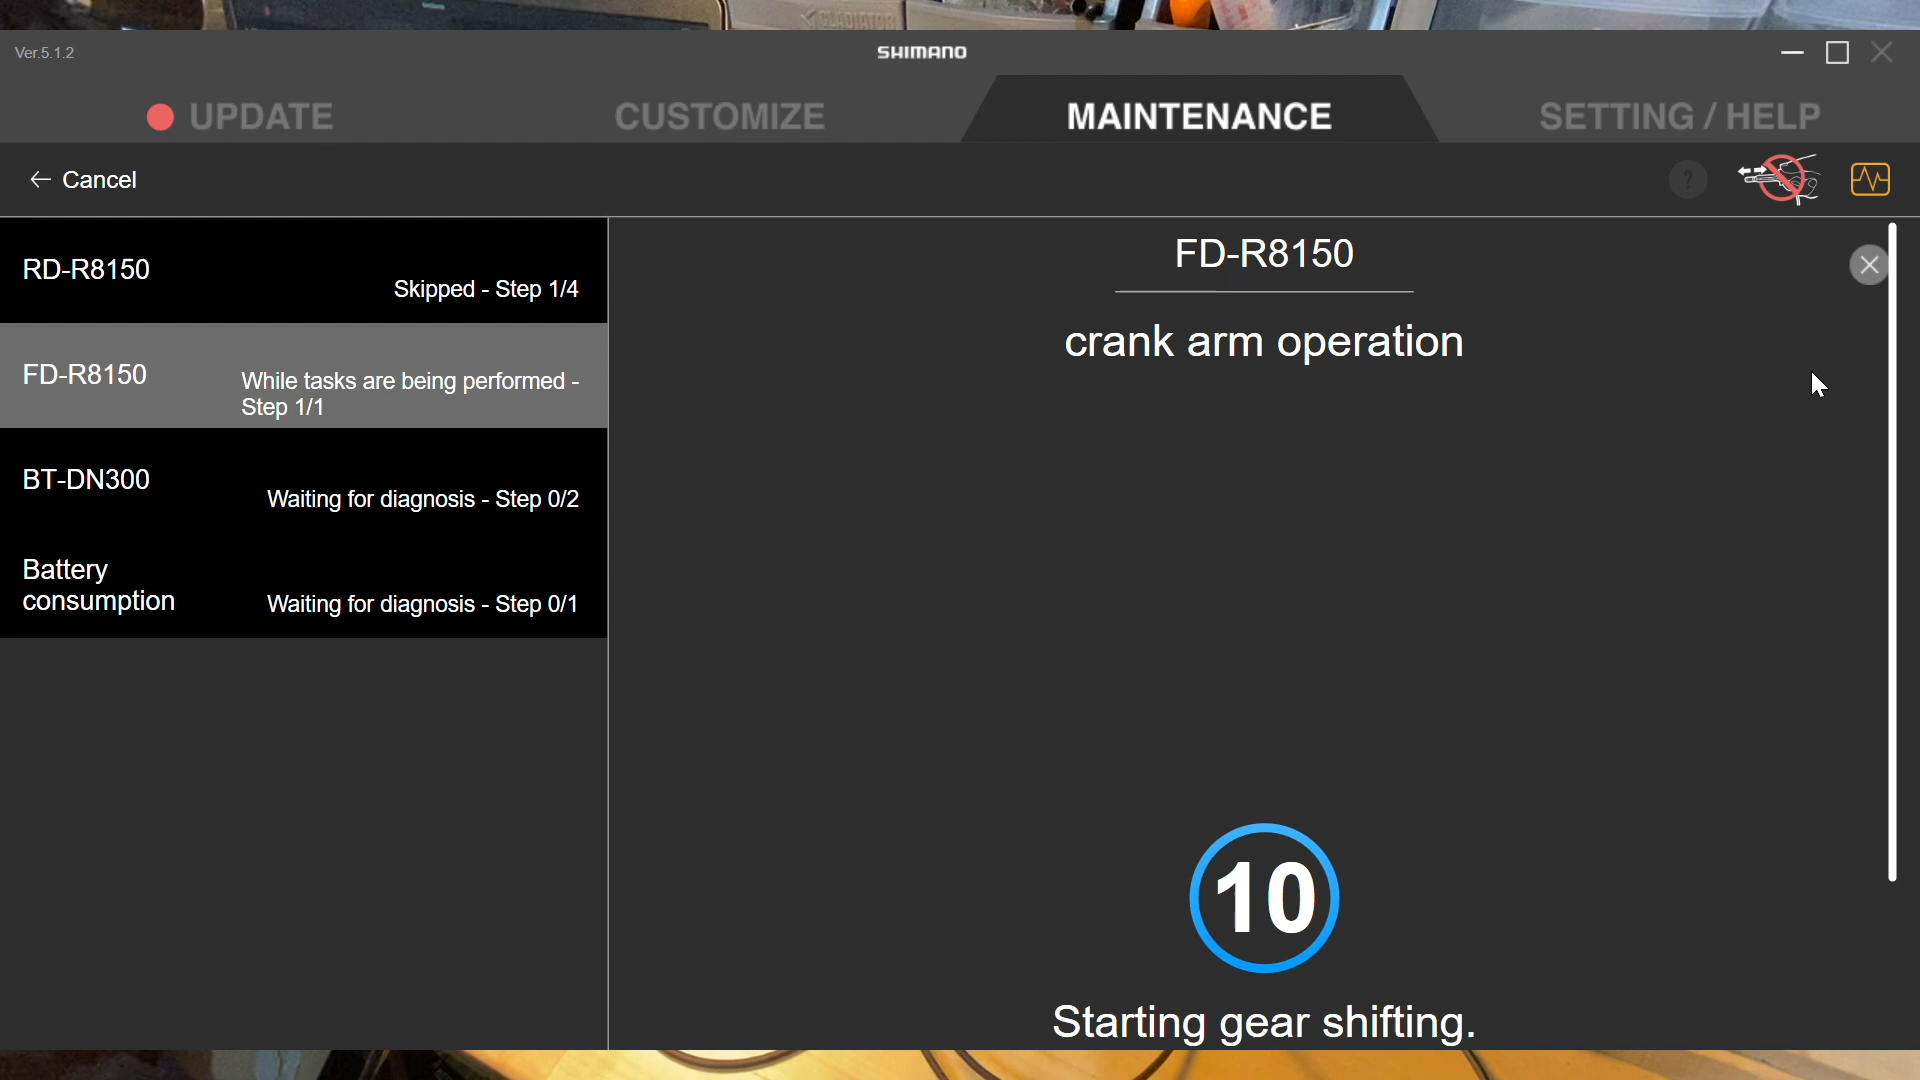 GLADIATOR
Ver.5.1.2
SHIMANO
UPDATE
CUSTOMIZE
MAINTENANCE
SETTING / HELP
← Cancel
?
RD-R8150
Skipped - Step 1/4
FD-R8150
While tasks are being performed -
Step 1/1
BT-DN300
Waiting for diagnosis - Step 0/2
Battery
consumption
Waiting for diagnosis - Step 0/1
FD-R8150
crank arm operation
10
Starting gear shifting.